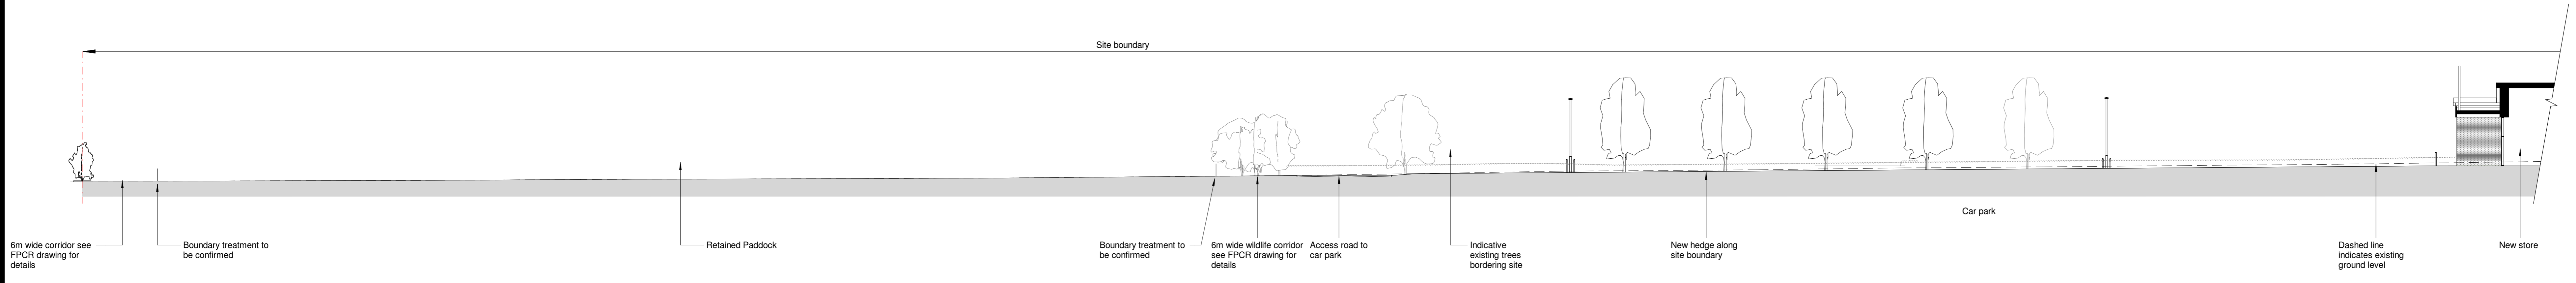 Site boundary
Car park
6m wide corridor see
FPCR drawing for
details
Boundary treatment to
be confirmed
Retained Paddock
Boundary treatment to
be confirmed
6m wide wildlife corridor
see FPCR drawing for
details
Access road to
car park
Indicative
existing trees
bordering site
New hedge along
site boundary
Dashed line
indicates existing
ground level
New store